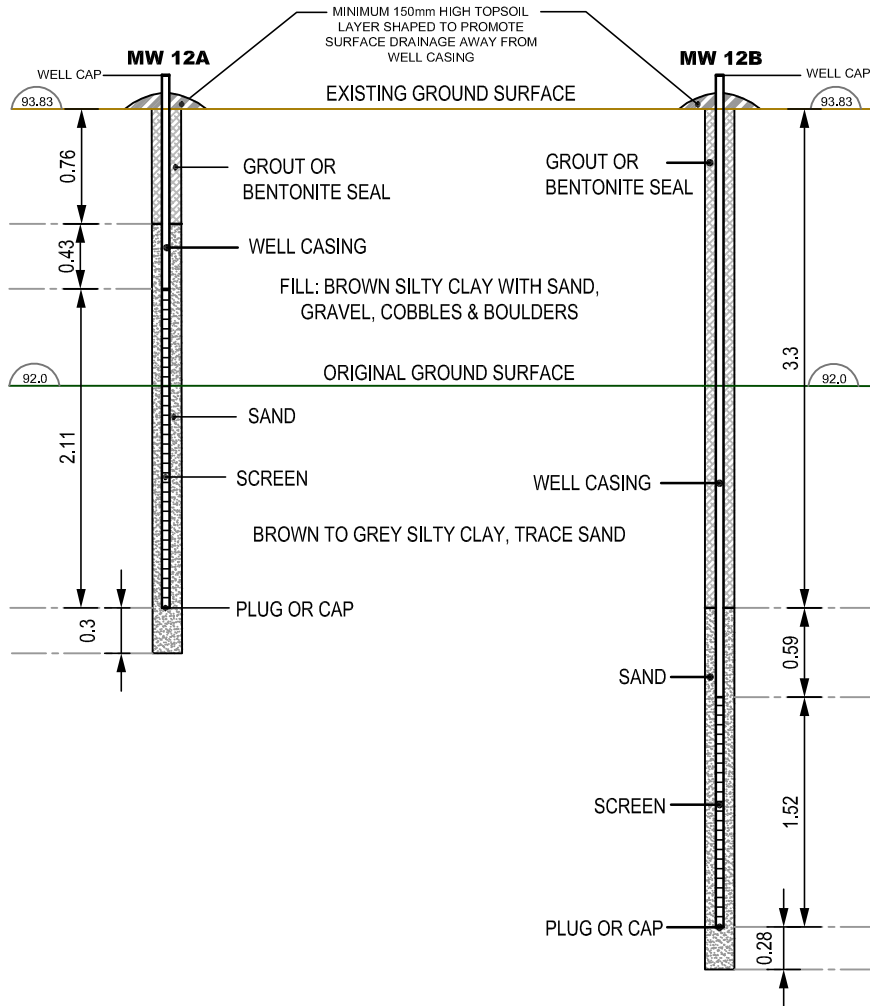 MINIMUM 150mm HIGH TOPSOIL
LAYER SHAPED TO PROMOTE
SURFACE DRAINAGE AWAY FROM
WELL CASING
MW 12A
MW 12B
WELL CAP
WELL CAP
93.83
EXISTING GROUND SURFACE
93.83
0.76
GROUT OR
BENTONITE SEAL
GROUT OR
BENTONITE SEAL
0.43
WELL CASING
FILL: BROWN SILTY CLAY WITH SAND,
GRAVEL, COBBLES & BOULDERS
3.3
92.0
ORIGINAL GROUND SURFACE
92.0
2.11
SAND
SCREEN
WELL CASING
BROWN TO GREY SILTY CLAY, TRACE SAND
PLUG OR CAP
0.3
0.59
SAND
SCREEN
1.52
PLUG OR CAP
0.28